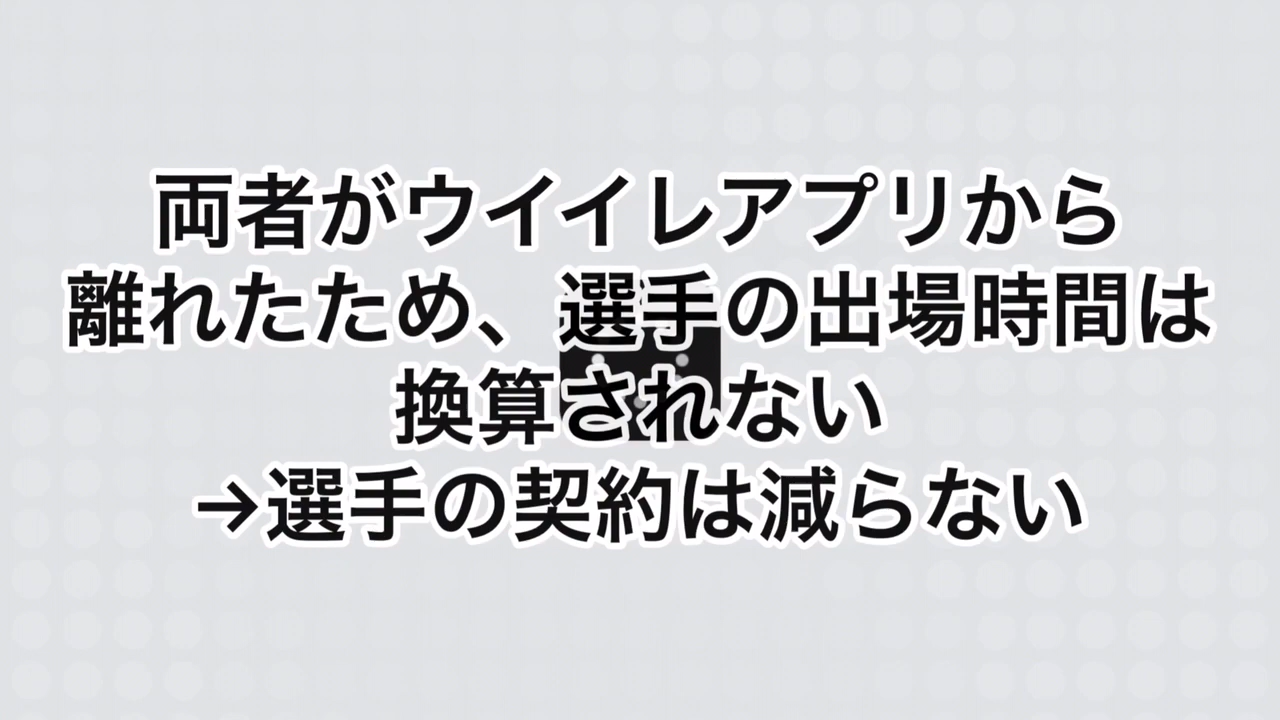 両者がウイイレアプリから
離れたため、選手の出場時間は
換算されない
→選手の契約は減らない